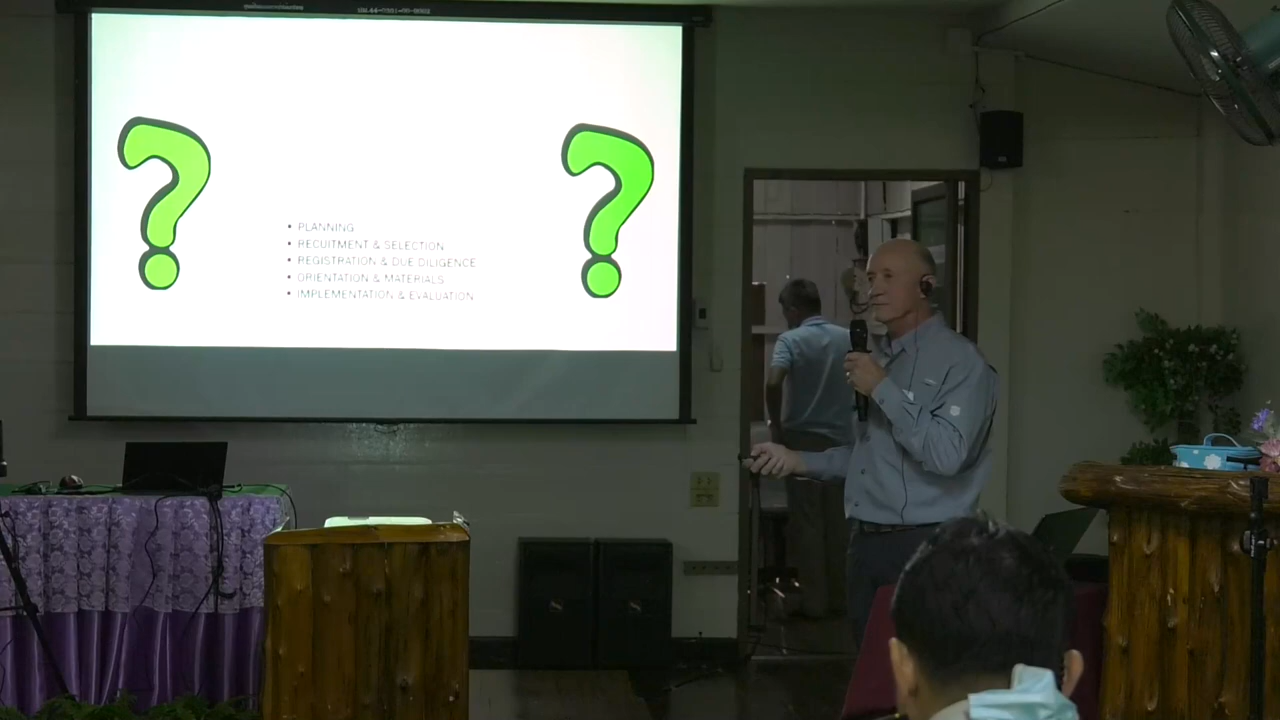 • PLANNING
• RECUITMENT & SELECTION
• REGISTRATION & DUE DILIGENCE
• ORIENTATION & MATERIALS
• IMPLEMENTATION & EVALUATION